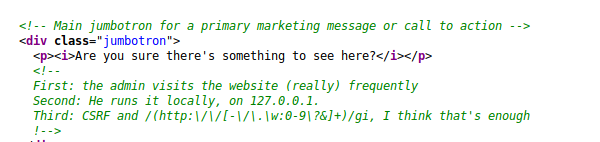 <!-- Main jumbotron for a primary marketing message or call to action -->
<div class="jumbotron">
<p><i>Are you sure there's something to see here?</i></p>
<!--
First: the admin visits the website (really) frequently
Second: He runs it locally, on 127.0.0.1.
Third: CSRF and /(http:\/\/[-\/\.\w:0-9\?&]+)/gi, I think that's enough
!-->